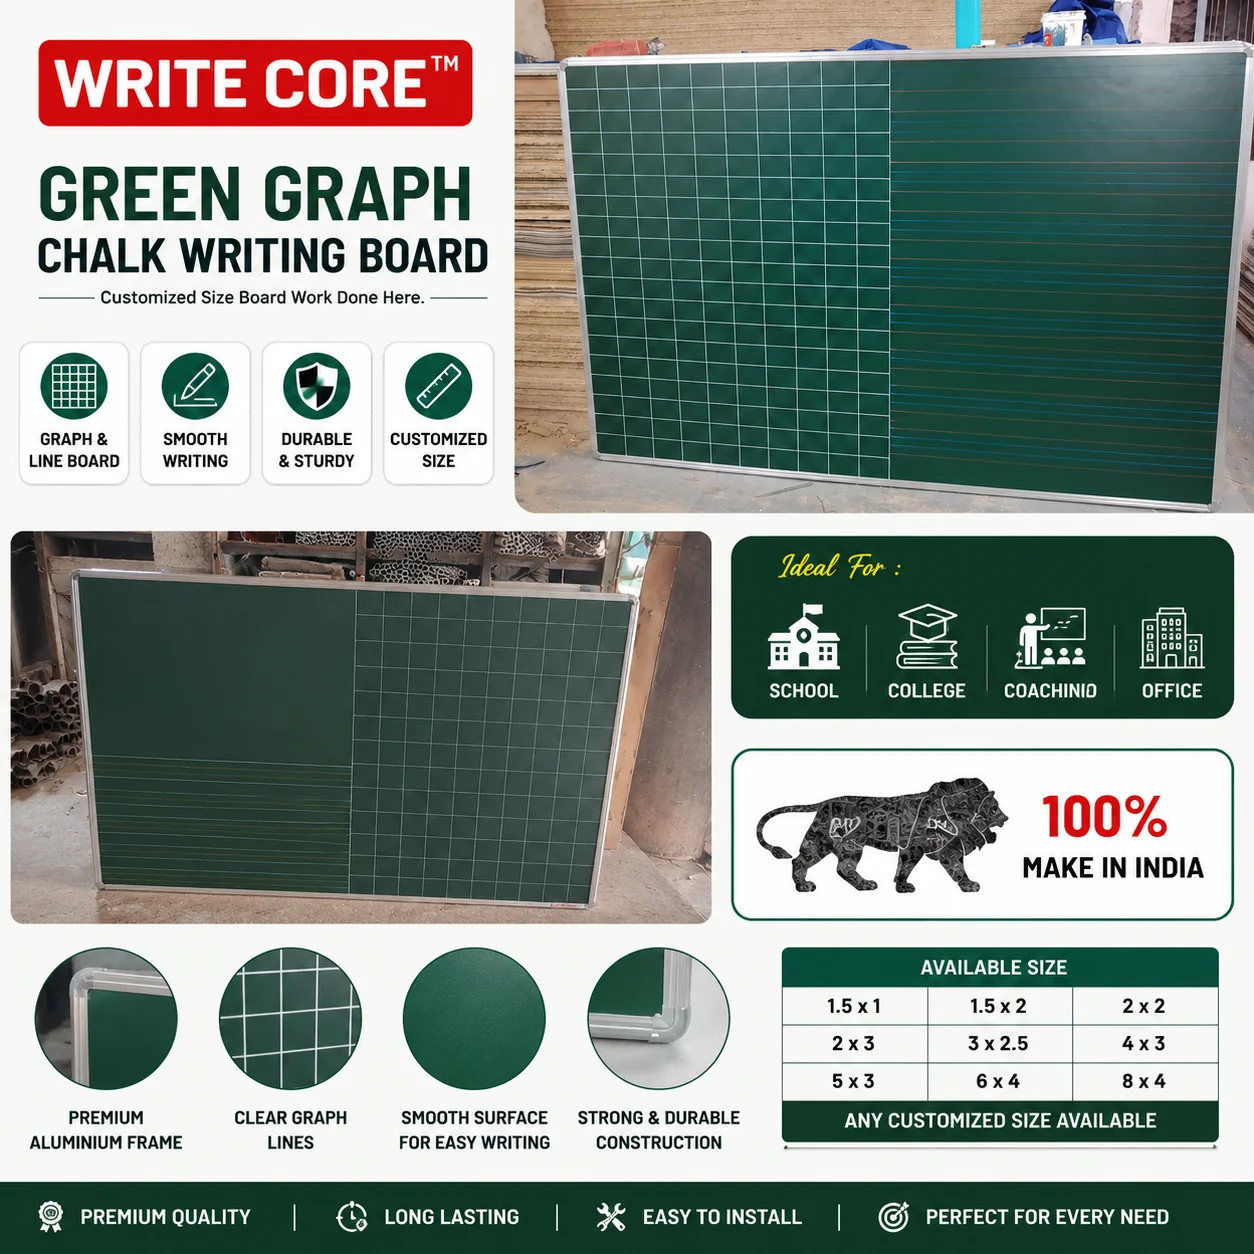 WRITE CORE™
GREEN GRAPH
CHALK WRITING BOARD
Customized Size Board Work Done Here.
GRAPH &
LINE BOARD
SMOOTH
WRITING
DURABLE
& STURDY
CUSTOMIZED
SIZE
Ideal For :
SCHOOL
COLLEGE
COACHINID
OFFICE
100%
MAKE IN INDIA
PREMIUM
ALUMINIUM FRAME
CLEAR GRAPH
LINES
SMOOTH SURFACE
FOR EASY WRITING
STRONG & DURABLE
CONSTRUCTION
AVAILABLE SIZE
1.5 x 1 1.5 x 2 2 x 2
2 x 3 3 x 2.5 4 x 3
5 x 3 6 x 4 8 x 4
ANY CUSTOMIZED SIZE AVAILABLE
PREMIUM QUALITY
LONG LASTING
EASY TO INSTALL
PERFECT FOR EVERY NEED